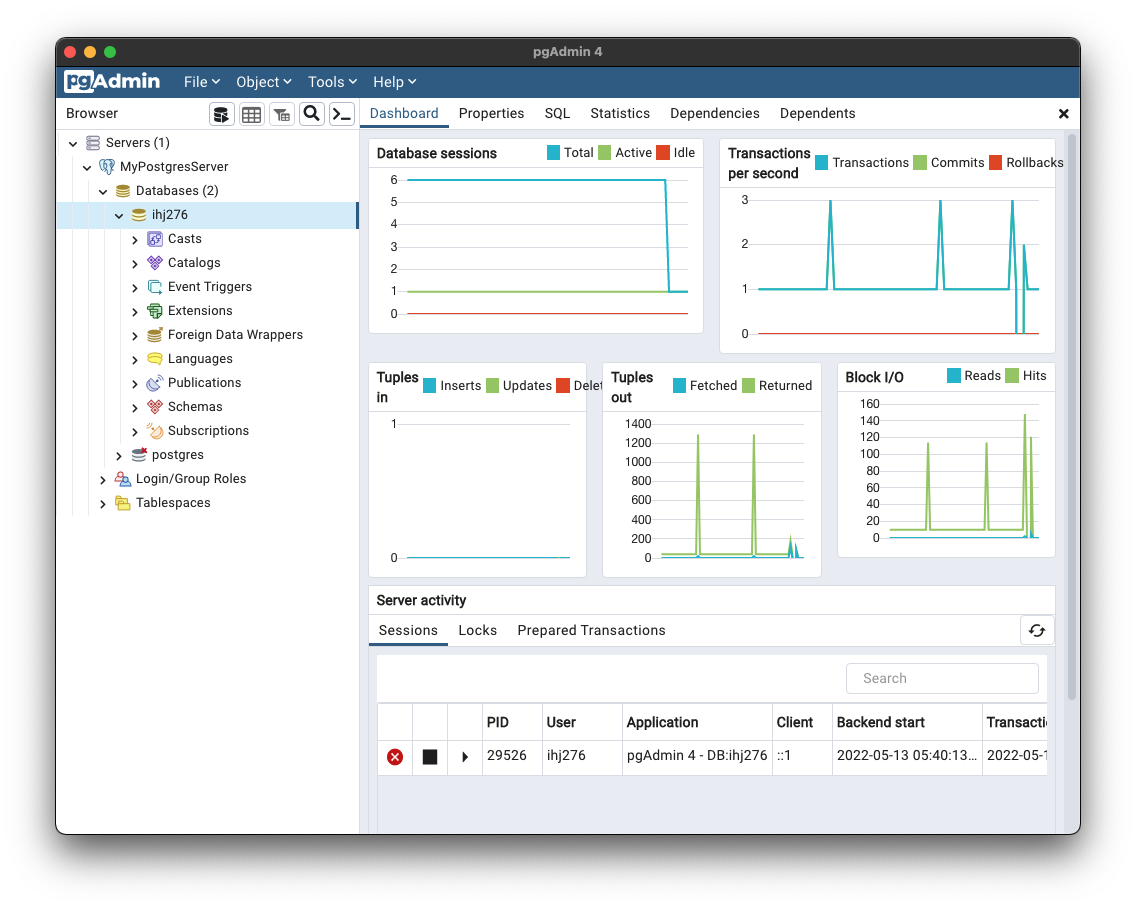 pgAdmin 4
pgAdmin File Object Tools Help
Browser
Dashboard Properties SQL Statistics Dependencies Dependents
Servers (1)
MyPostgresServer
Databases (2)
ihj276
Casts
Catalogs
Event Triggers
Extensions
Foreign Data Wrappers
Languages
Publications
Schemas
Subscriptions
postgres
Login/Group Roles
Tablespaces
Database sessions Total Active Idle
6
5
4
3
2
1
0
Transactions per second Transactions Commits Rollbacks
3
2
1
0
Tuples in Inserts Updates Delet
1
0
Tuples out Fetched Returned
1400
1200
1000
800
600
400
200
0
Block I/O Reads Hits
160
140
120
100
80
60
40
20
0
Server activity
Sessions Locks Prepared Transactions
Search
PID User Application Client Backend start Transacti
29526 ihj276 pgAdmin 4 - DB:ihj276 ::1 2022-05-13 05:40:13... 2022-05-1